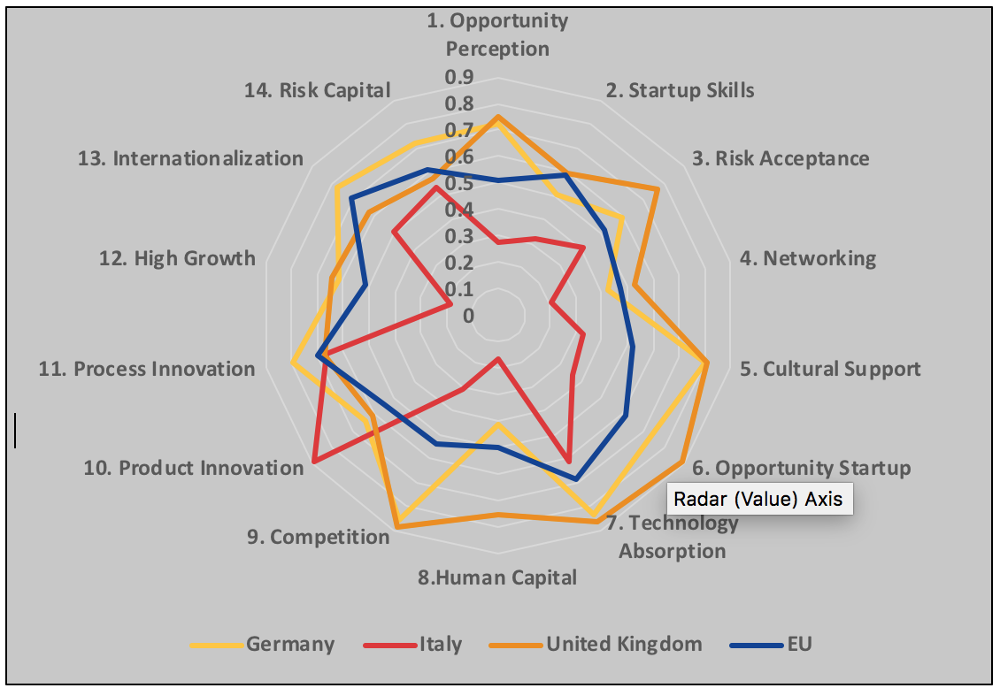 1. Opportunity
Perception
14. Risk Capital
2. Startup Skills
13. Internationalization
3. Risk Acceptance
12. High Growth
4. Networking
11. Process Innovation
5. Cultural Support
10. Product Innovation
6. Opportunity Startup
9. Competition
7. Technology
Absorption
8.Human Capital
0.9
0.8
0.7
0.6
0.5
0.4
0.3
0.2
0.1
0
Radar (Value) Axis
Germany
Italy
United Kingdom
EU